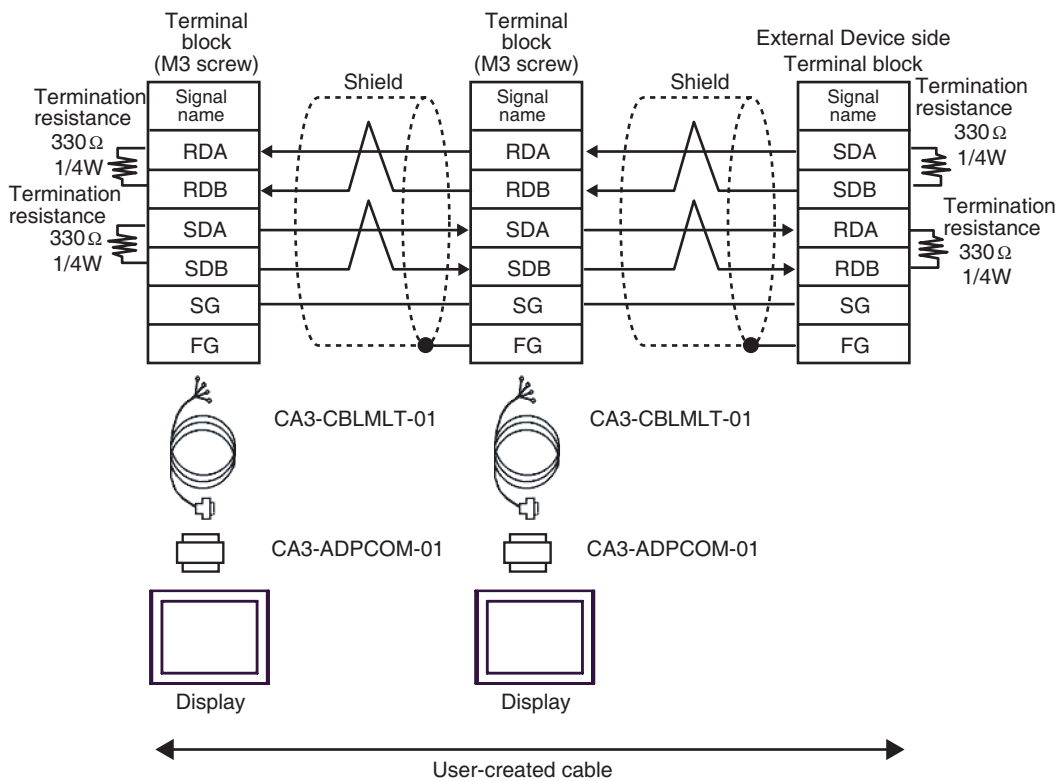 Terminal
block
(M3 screw)
Terminal
block
(M3 screw)
External Device side
Terminal block
Shield
Shield
Termination
resistance
330Ω
1/4W
Termination
resistance
330Ω
1/4W
Signal
name
RDA
RDB
SDA
SDB
SG
FG
Signal
name
RDA
RDB
SDA
SDB
SG
FG
Signal
name
SDA
SDB
RDA
RDB
SG
FG
Termination
resistance
330Ω
1/4W
Termination
resistance
330Ω
1/4W
CA3-CBLMLT-01
CA3-CBLMLT-01
CA3-ADPCOM-01
CA3-ADPCOM-01
Display
Display
User-created cable